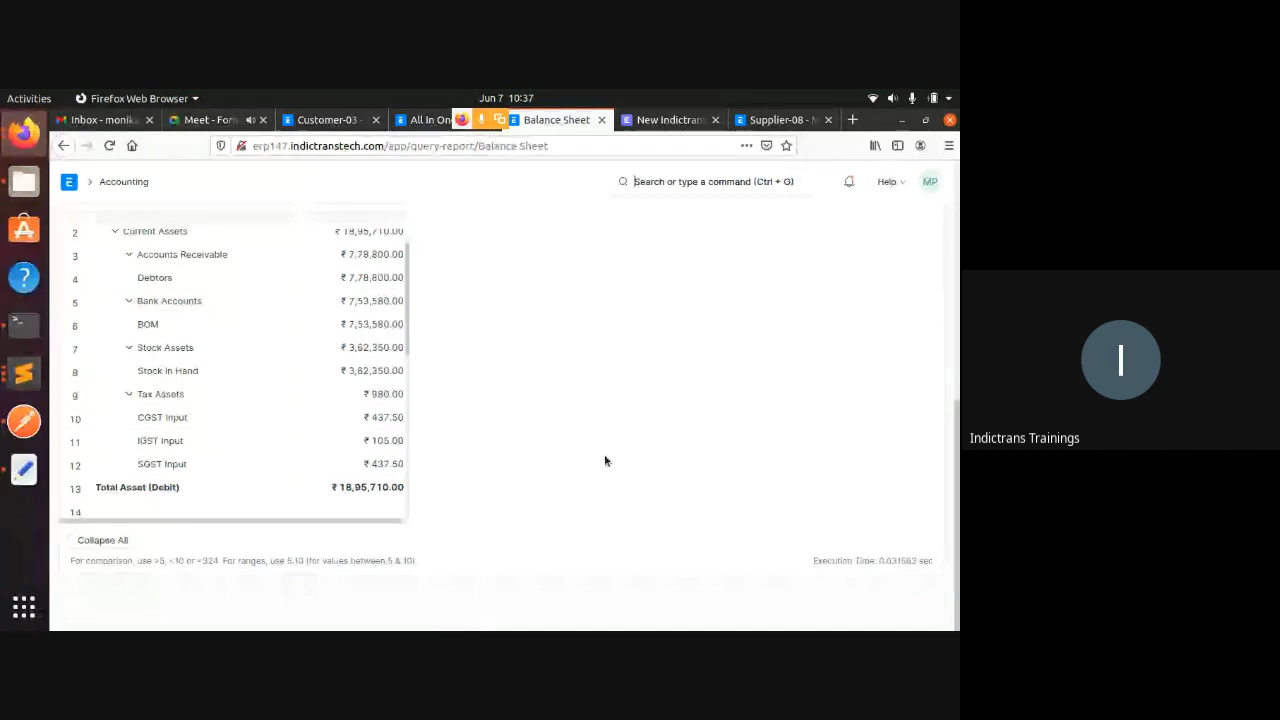 Activities Firefox Web Browser Jun 7 10:37
Inbox - monika Meet - Form Customer-03 - All In One Balance Sheet New Indictrans Supplier-08 - M
erp147.indictranstech.com/app/query-report/Balance Sheet
E Accounting Search or type a command (Ctrl + G) Help MP
2 Current Assets ₹ 18,95,710.00
3 Accounts Receivable ₹ 7,78,800.00
4 Debtors ₹ 7,78,800.00
5 Bank Accounts ₹ 7,53,580.00
6 BOM ₹ 7,53,580.00
7 Stock Assets ₹ 3,62,350.00
8 Stock in Hand ₹ 3,62,350.00
9 Tax Assets ₹ 980.00
10 CGST Input ₹ 437.50
11 IGST Input ₹ 105.00
12 SGST Input ₹ 437.50
13 Total Asset (Debit) ₹ 18,95,710.00
14
Collapse All
For comparison, use >5, <10 or =324. For ranges, use 5:10 (for values between 5 & 10).
Execution Time: 0.031563 sec
I
Indictrans Trainings